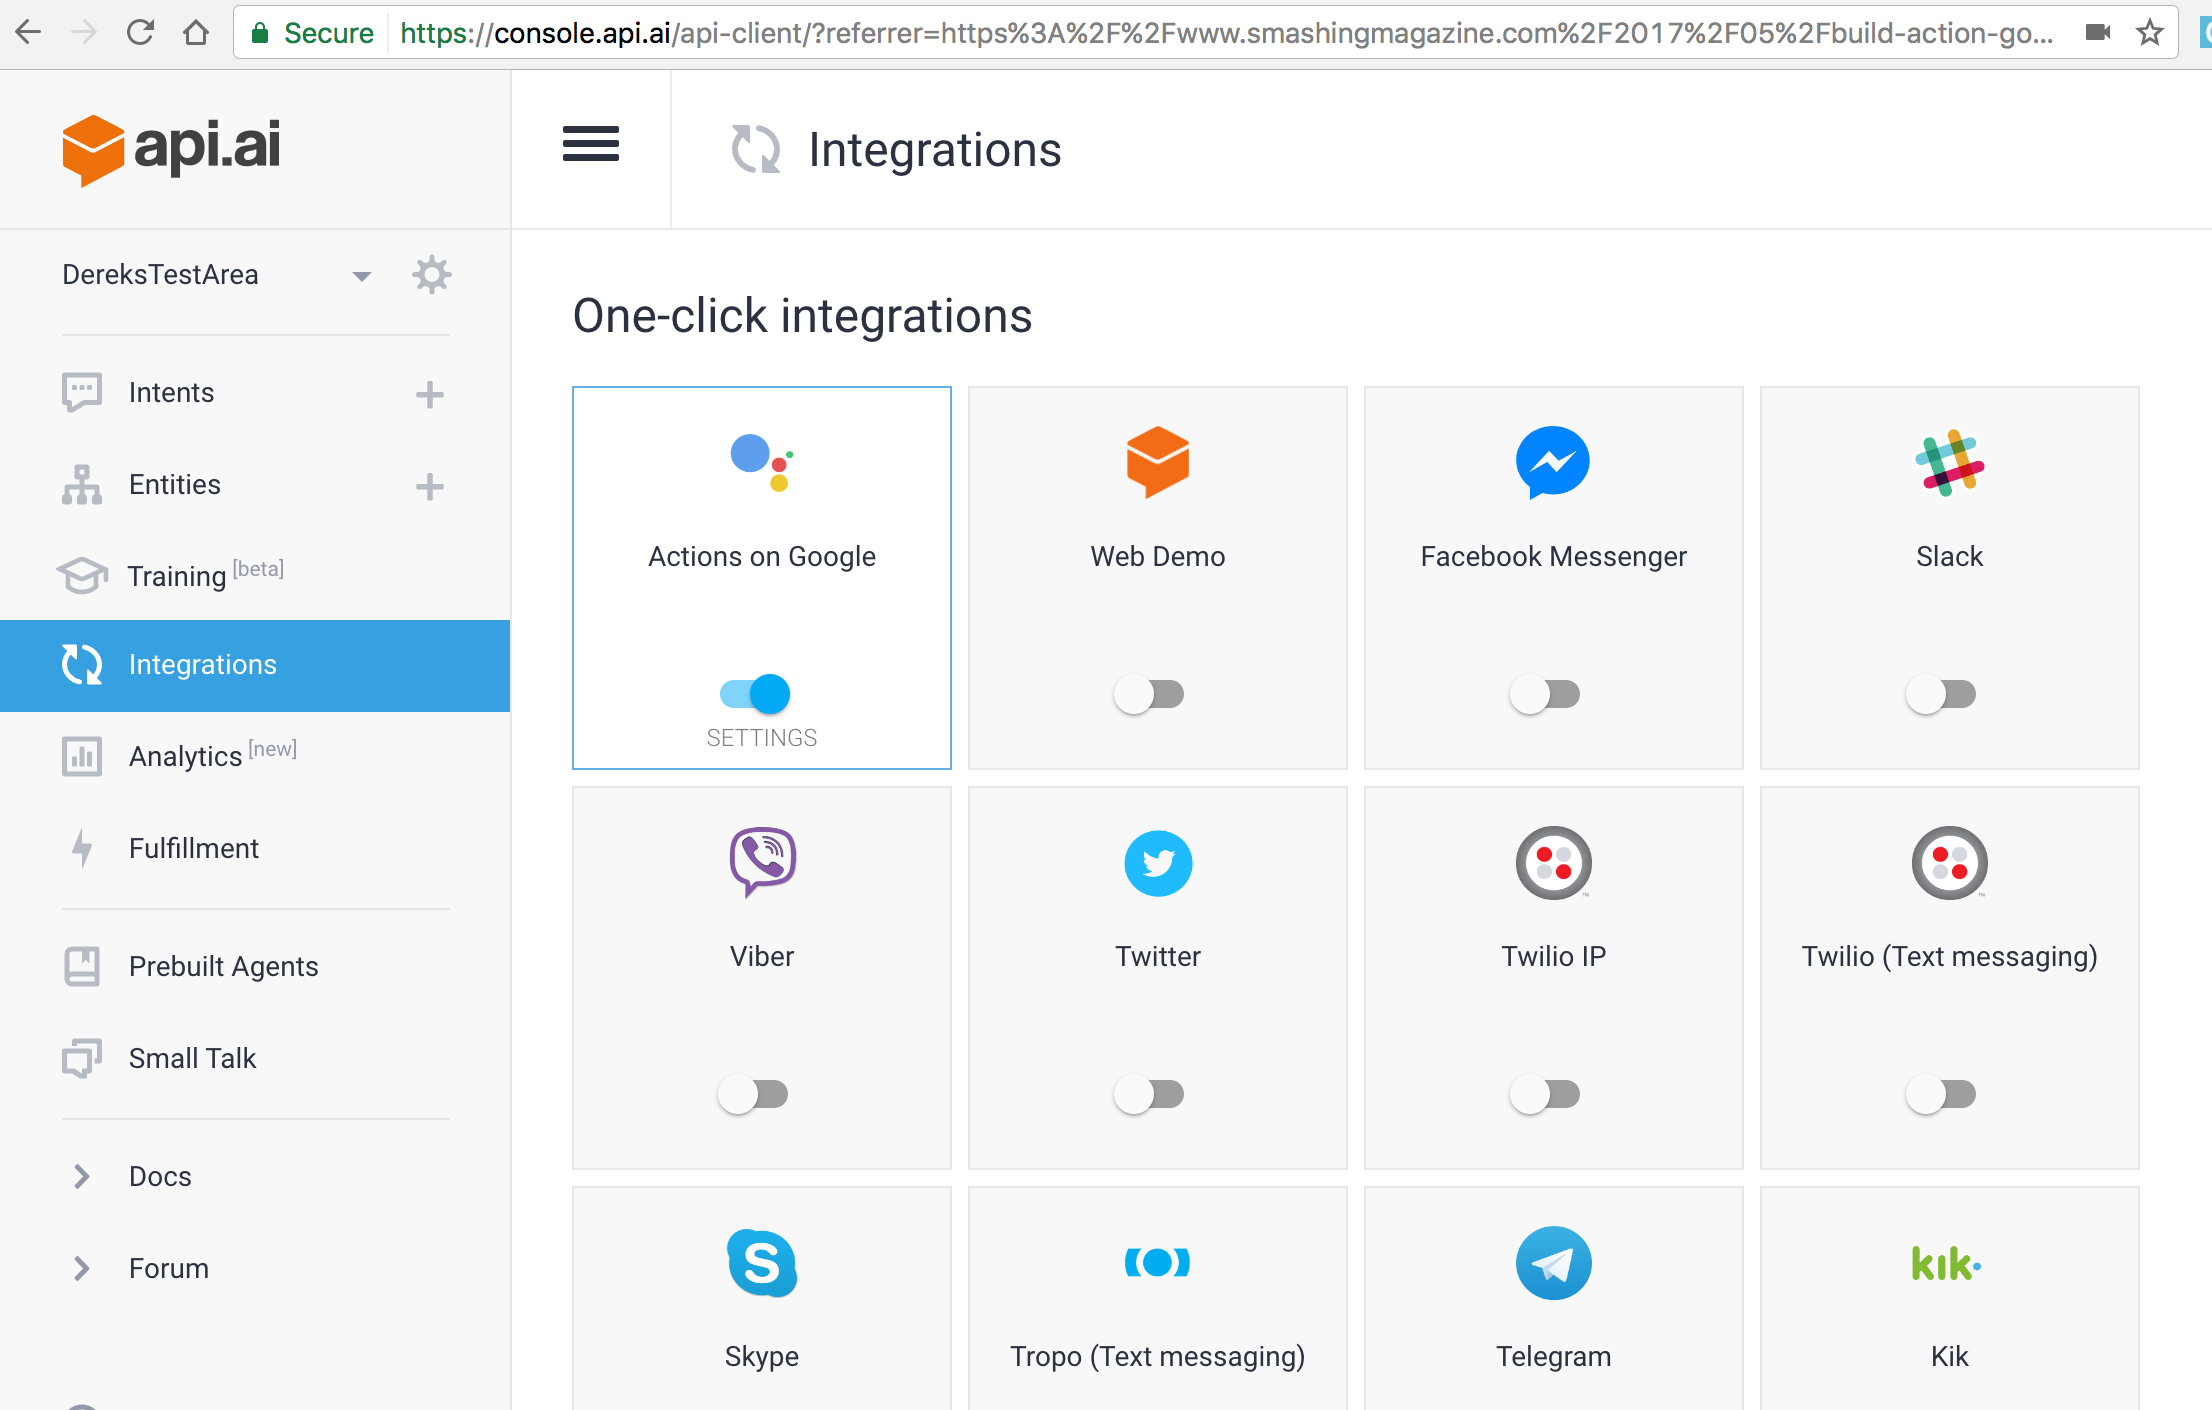 Secure https://console.api.ai/api-client/?referrer=https%3A%2F%2Fwww.smashingmagazine.com%2F2017%2F05%2Fbuild-action-go...
api.ai
Integrations
DereksTestArea
Intents
Entities
Training [beta]
Integrations
Analytics [new]
Fulfillment
Prebuilt Agents
Small Talk
Docs
Forum
One-click integrations
Actions on Google
SETTINGS
Web Demo
Facebook Messenger
Slack
Viber
Twitter
™
Twilio IP
™
Twilio (Text messaging)
S
Skype
Tropo (Text messaging)
Telegram
kik
Kik